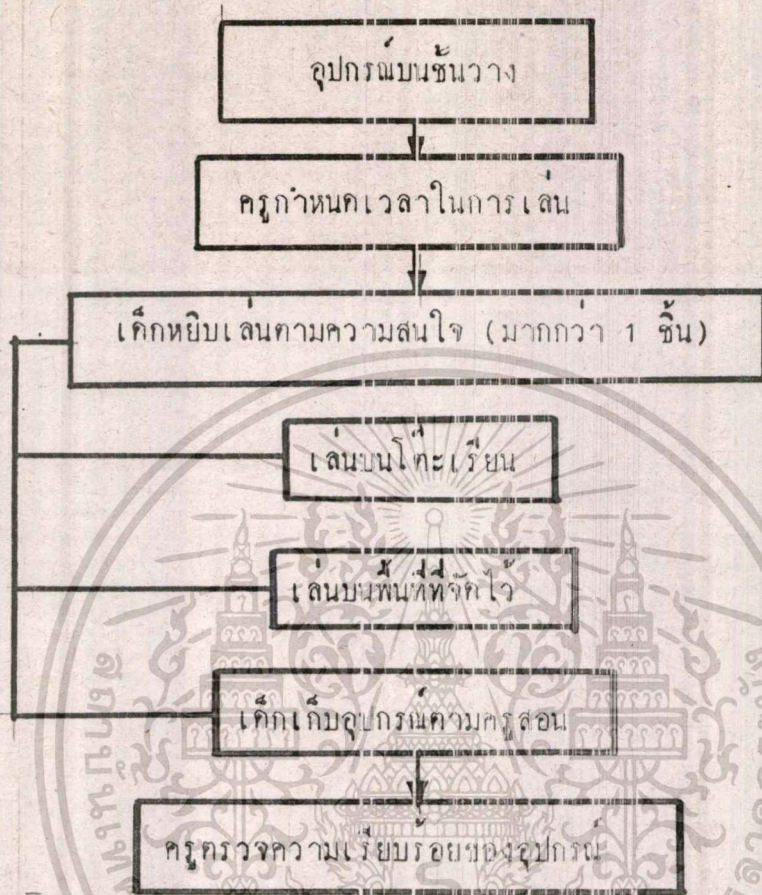 อุปกรณ์บนชั้นวาง
ครูกำหนดเวลาในการเล่น
เด็กหยิบเล่นตามความสนใจ (มากกว่า 1 ชิ้น)
เล่นบนโต๊ะเรียน
เล่นบนพื้นที่ที่จัดไว้
เด็กเก็บอุปกรณ์ตามครูสอน
ครูตรวจความเรียบร้อยของอุปกรณ์